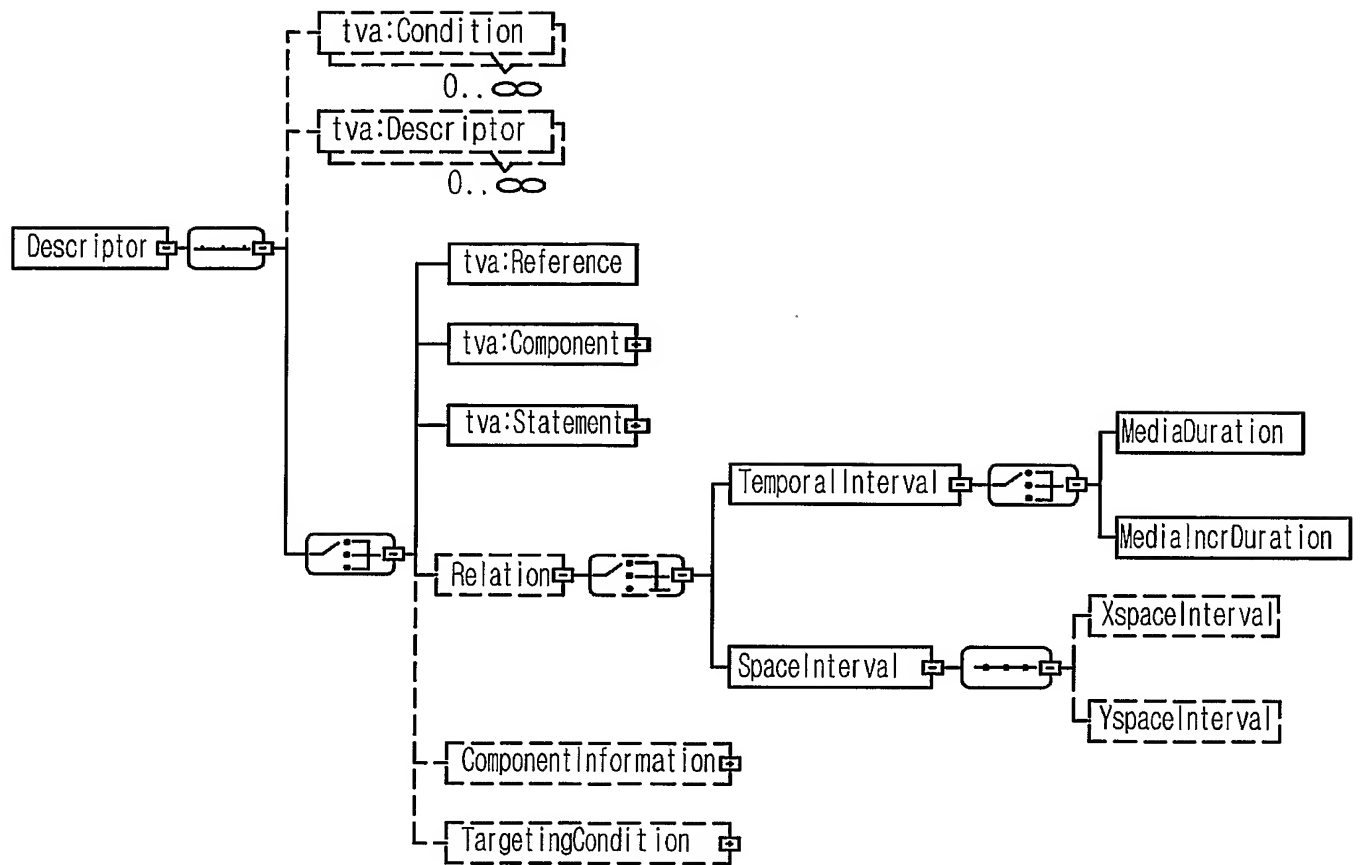 tva:Condition
0..∞
tva:Descriptor
0..∞
Descriptor
tva:Reference
tva:Component
tva:Statement
MediaDuration
TemporalInterval
MediaIncrDuration
Relation
XspaceInterval
SpaceInterval
YspaceInterval
ComponentInformation
TargetingCondition